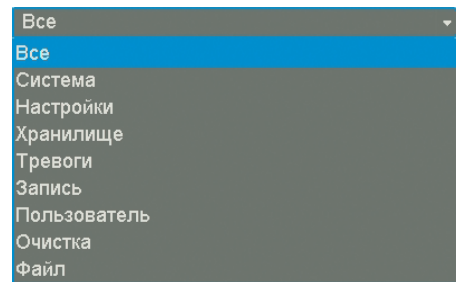 Все
Все
Система
Настройки
Хранилище
Тревоги
Запись
Пользователь
Очистка
Файл